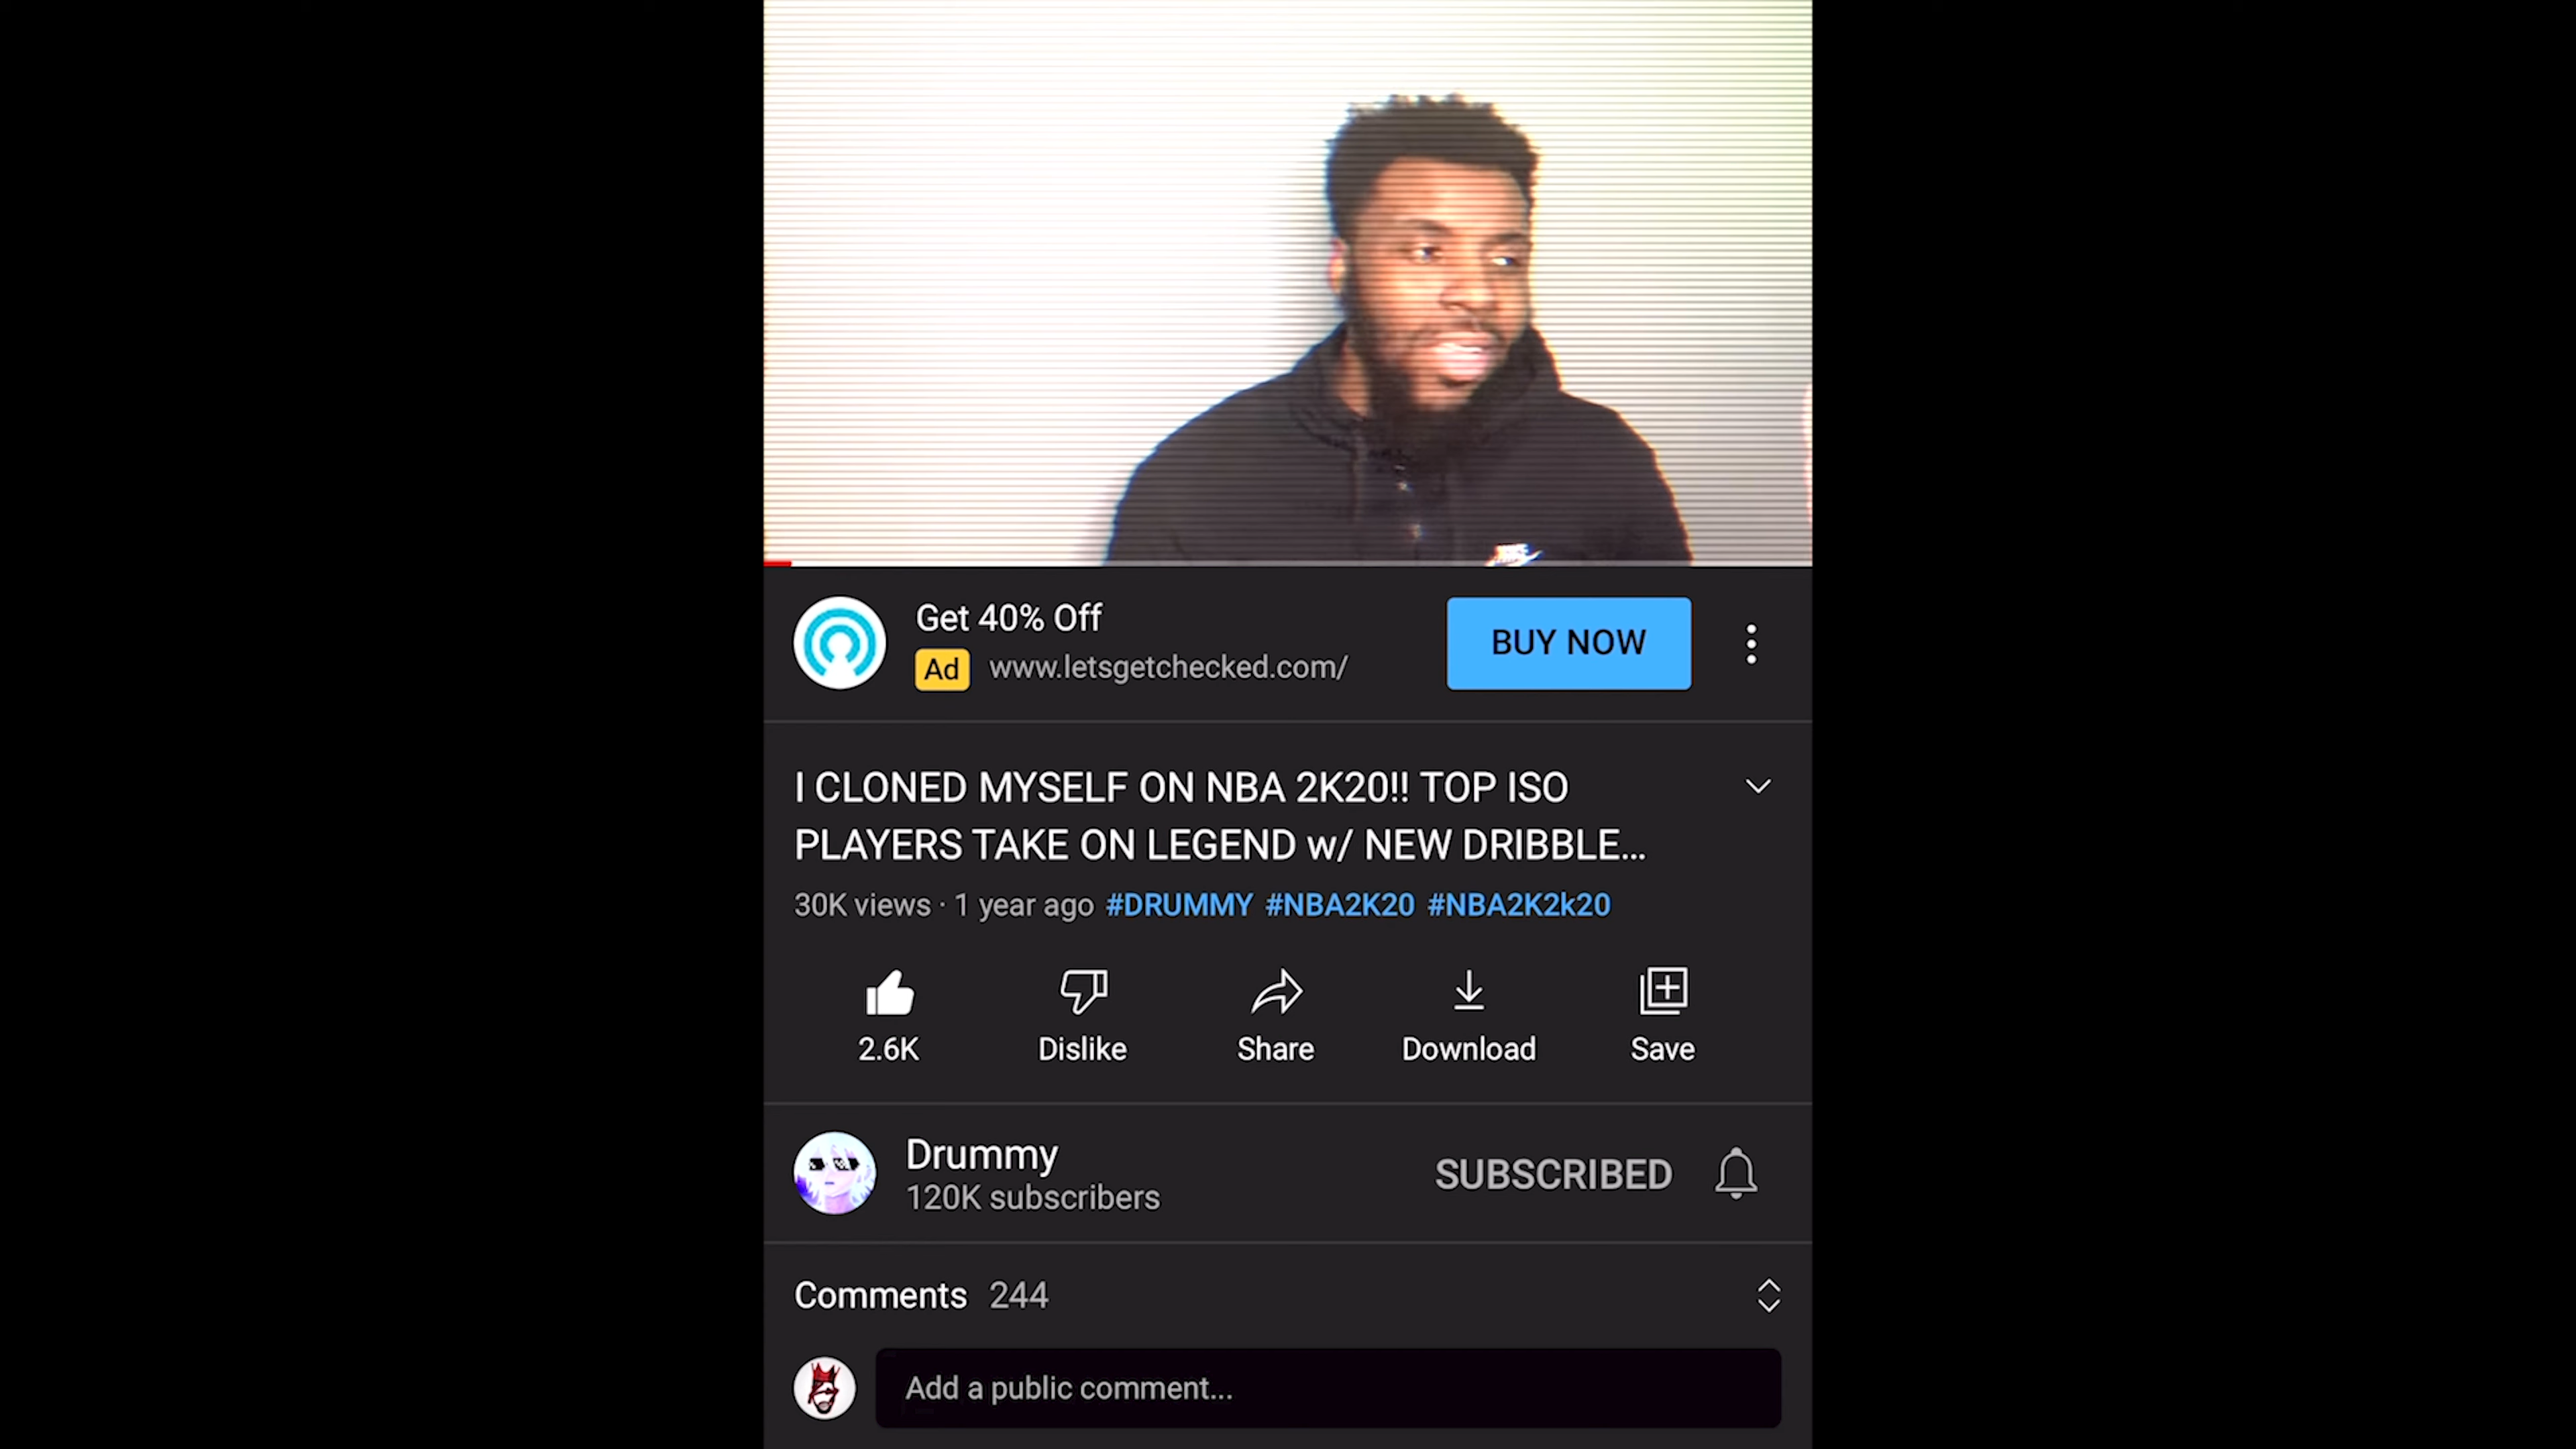 Get 40% Off
BUY NOW
Ad www.letsgetchecked.com/
I CLONED MYSELF ON NBA 2K20!! TOP ISO
PLAYERS TAKE ON LEGEND w/ NEW DRIBBLE...
30K views · 1 year ago #DRUMMY #NBA2K20 #NBA2K2k20
2.6K Dislike Share Download Save
Drummy
120K subscribers
SUBSCRIBED
Comments 244
Add a public comment...